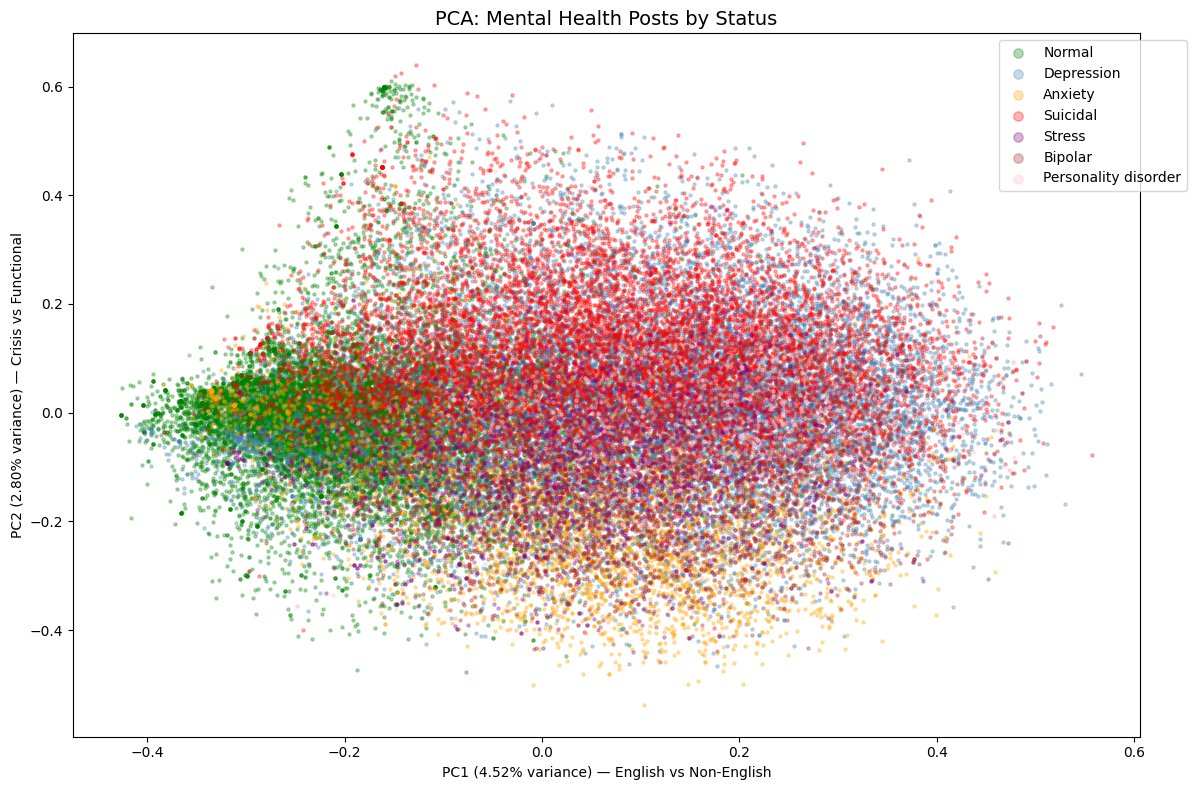 PCA: Mental Health Posts by Status
Normal
Depression
Anxiety
Suicidal
Stress
Bipolar
Personality disorder
PC2 (2.80% variance) — Crisis vs Functional
0.6
0.4
0.2
0.0
−0.2
−0.4
−0.4
−0.2
0.0
0.2
0.4
0.6
PC1 (4.52% variance) — English vs Non-English